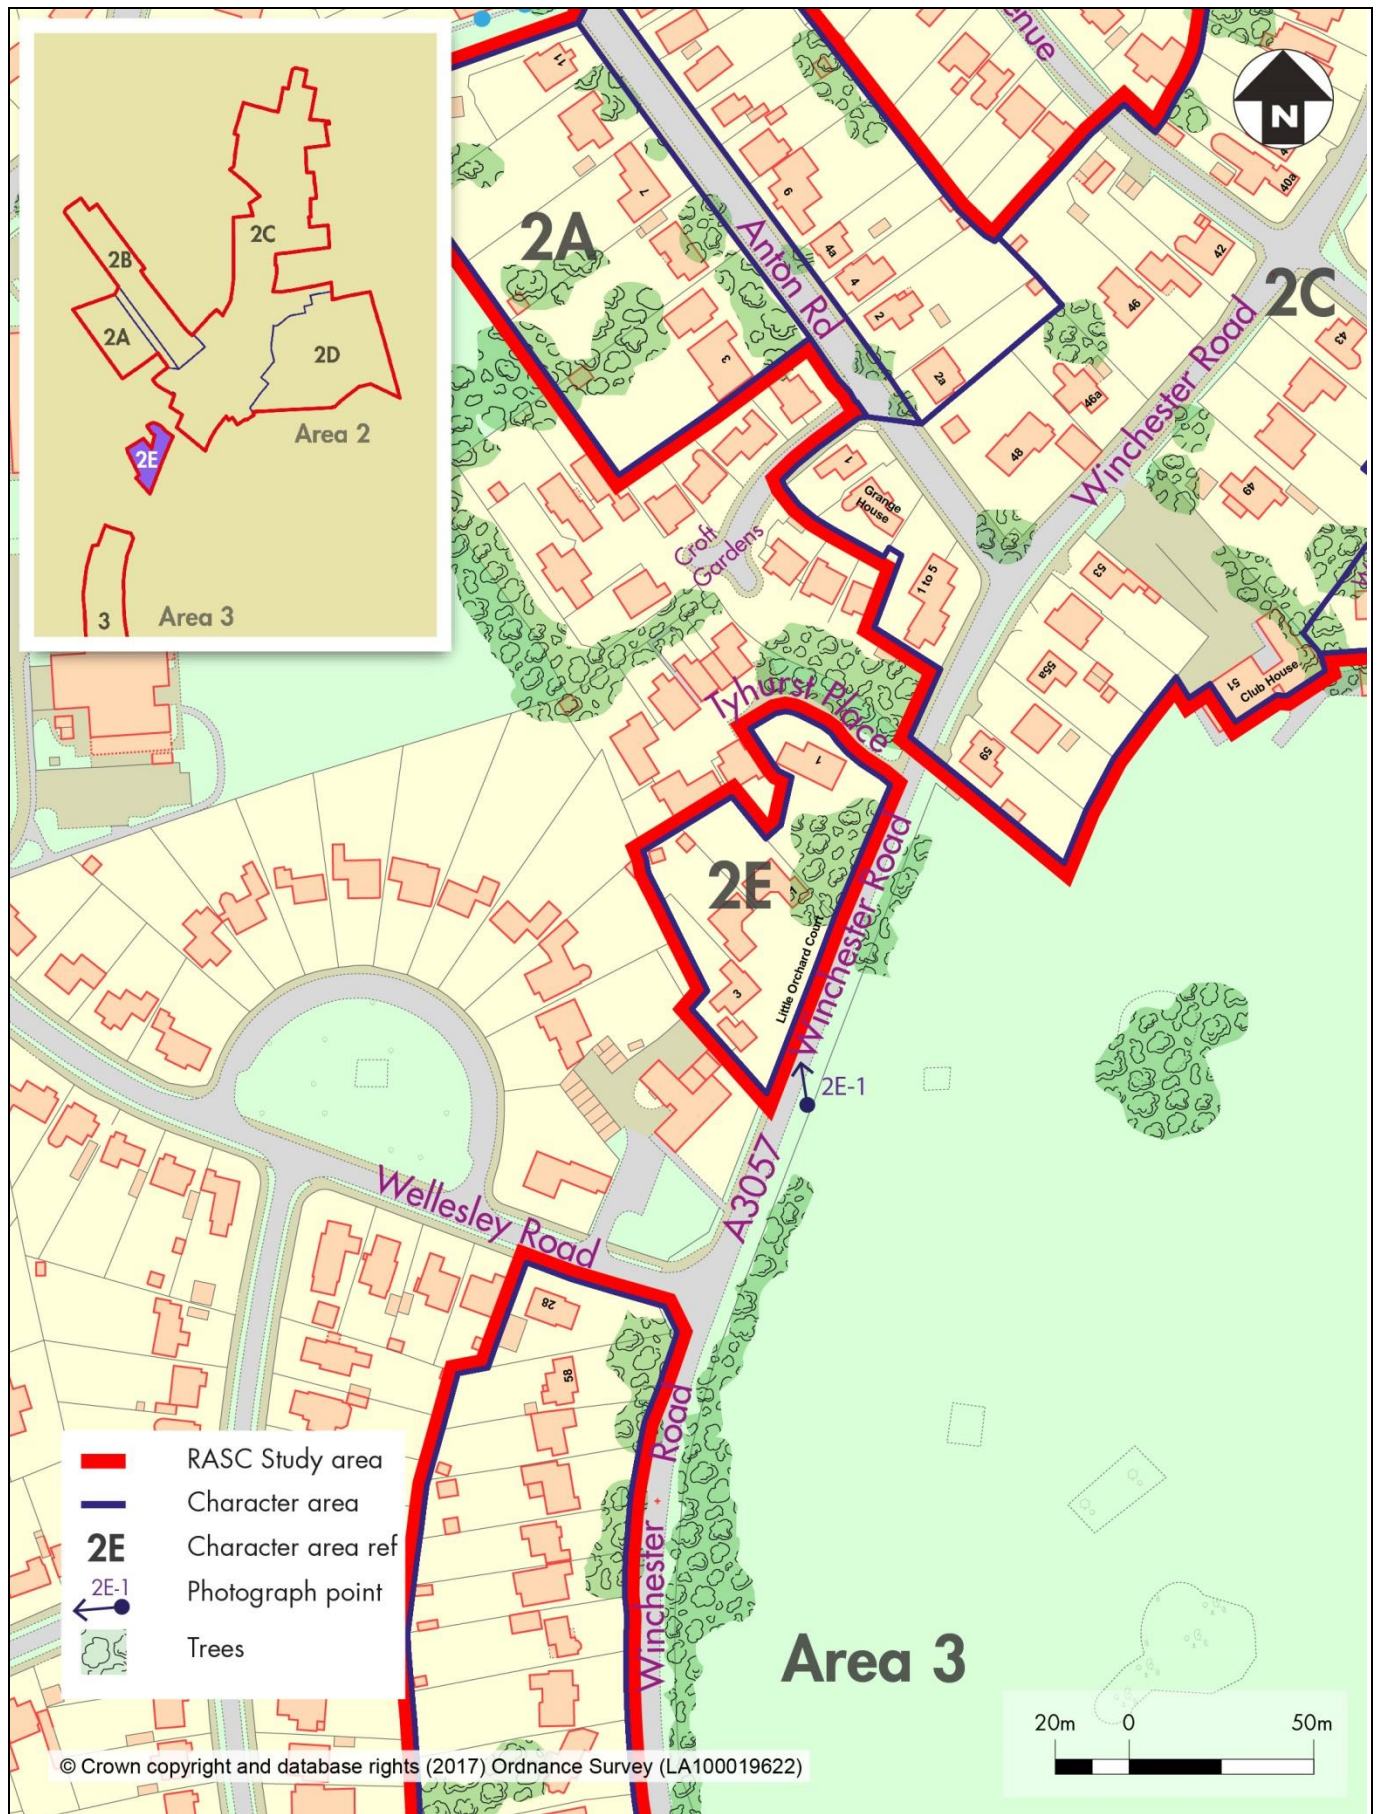 2B
2C
2A
2D
Area 2
2E
3
Area 3
enue
N
11
7
2A
9
4a
4
2
Anton Rd
3
2a
40a
42
2C
46
43
46a
Winchester Road
48
49
1
Grange
House
Croft
Gardens
1 to 5
53
55a
51
Club House
59
Tyhurst Place
1
2E
1
3
Little Orchard Court
Winchester Road
2E-1
A3057
Wellesley Road
28
58
Winchester Road
RASC Study area
Character area
2E Character area ref
2E-1 Photograph point
Trees
Area 3
20m 0 50m
© Crown copyright and database rights (2017) Ordnance Survey (LA100019622)